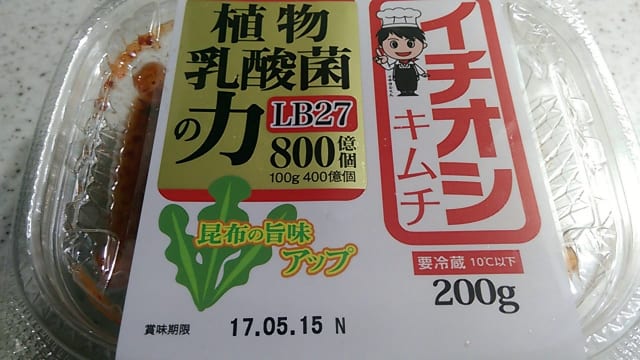 植物
乳酸菌
の力
LB27
800億個
100g 400億個
昆布の旨味
アップ
イチオシ
キムチ
要冷蔵 10℃以下
200g
賞味期限 17.05.15 N